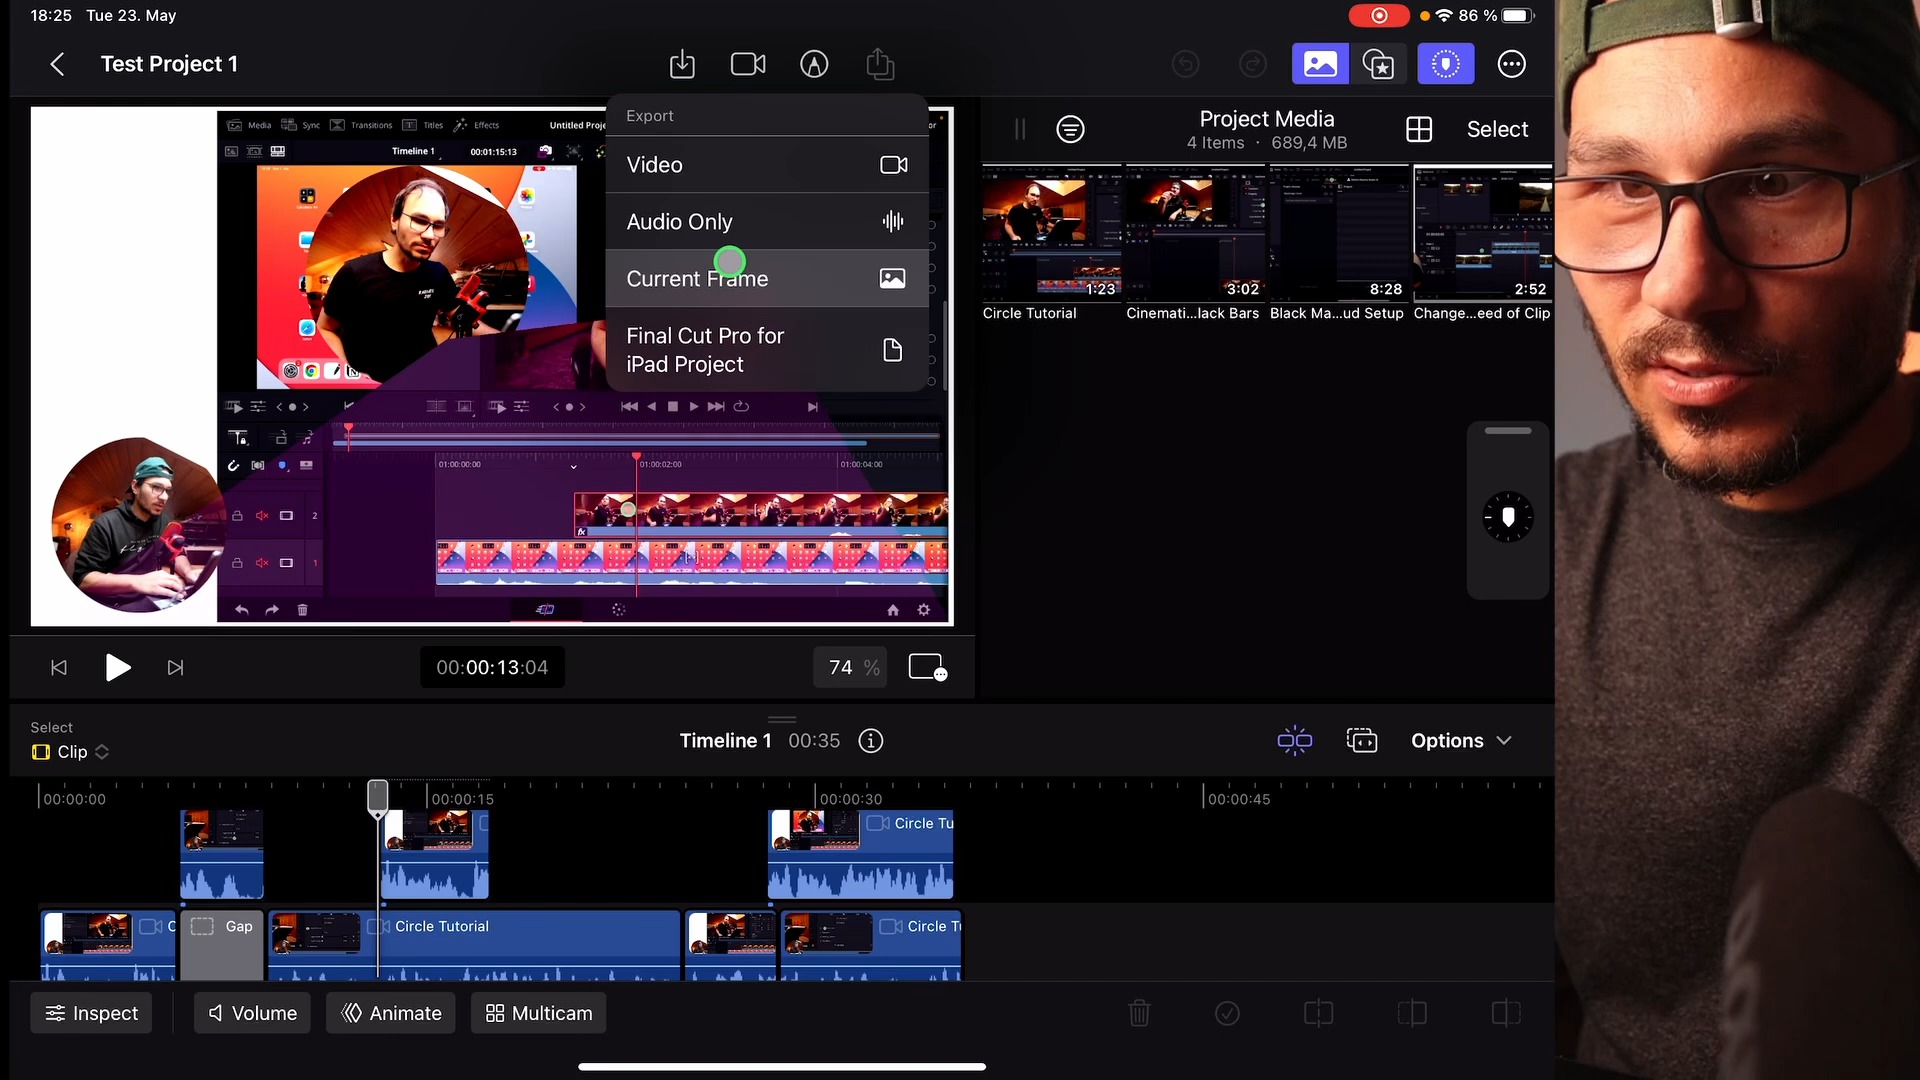 18:25 Tue 23. May
86 %
Test Project 1
Export
Video
Audio Only
Current Frame
Final Cut Pro for
iPad Project
Media Sync Transitions Titles Effects Untitled Proje
Timeline 1 00:01:15:13
01:00:00:00 01:00:02:00 01:00:04:00
2
1
Project Media
4 Items · 689,4 MB
Select
1:23 3:02 8:28 2:52
Circle Tutorial Cinemati...lack Bars Black Ma...ud Setup Change...eed of Clip
00:00:13:04
74 %
Select
Clip
Timeline 1 00:35
Options
00:00:00 00:00:15 00:00:30 00:00:45
Circle Tu
C Gap Circle Tutorial Circle T
Inspect Volume Animate Multicam